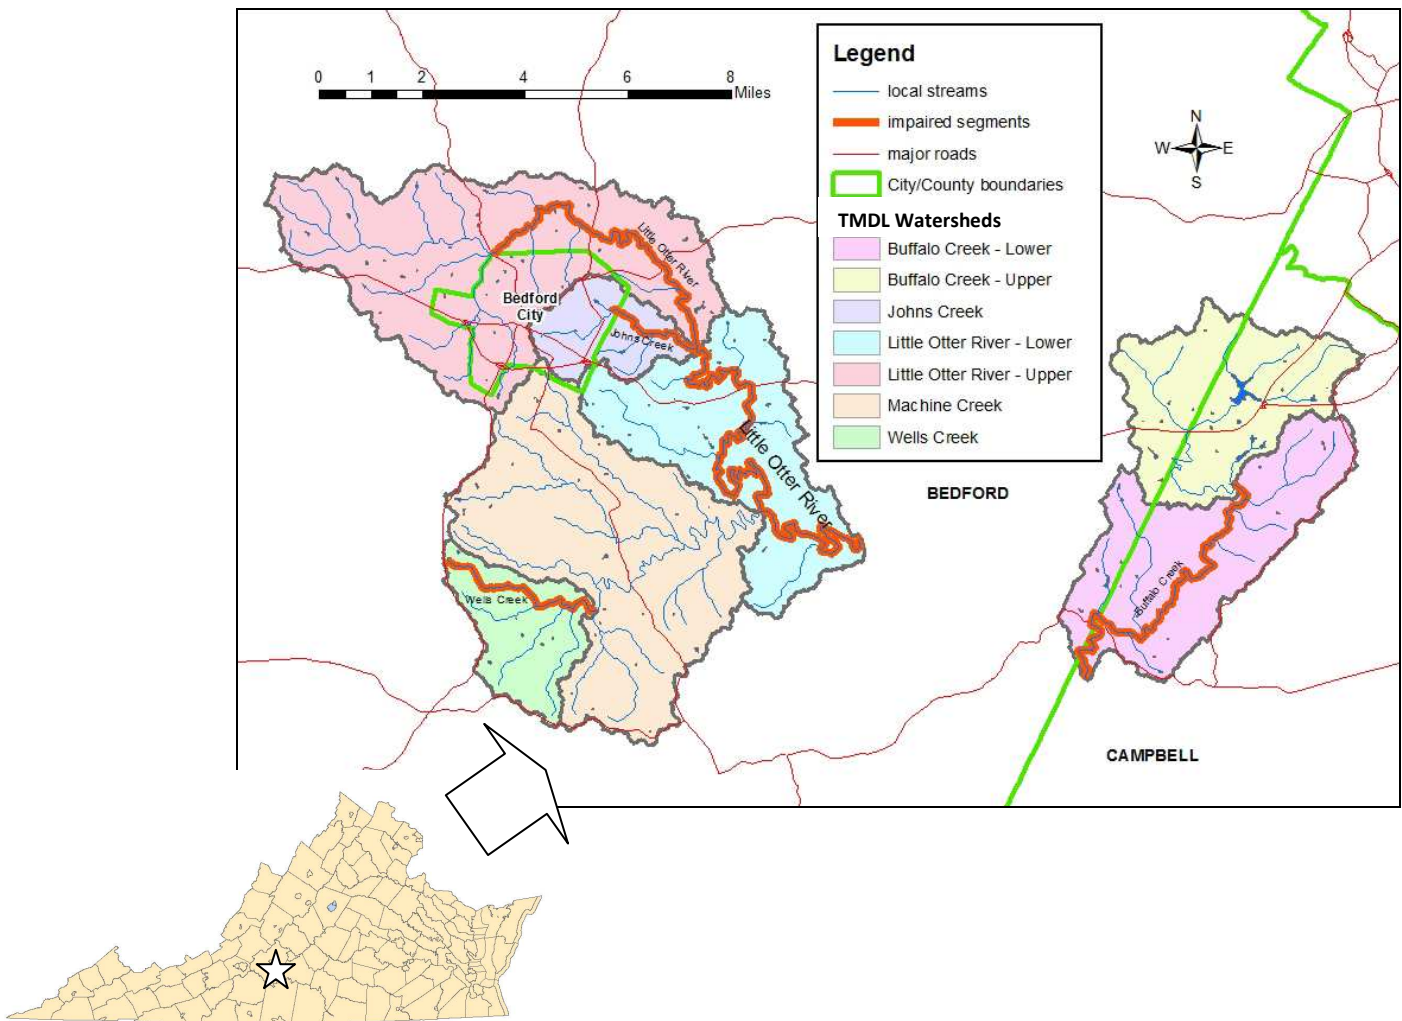 0 1 2 4 6 8
Miles
Legend
local streams
impaired segments
major roads
City/County boundaries
TMDL Watersheds
Buffalo Creek - Lower
Buffalo Creek - Upper
Johns Creek
Little Otter River - Lower
Little Otter River - Upper
Machine Creek
Wells Creek
N
W E
S
Little Otter River
Bedford
City
Johns Creek
Little Otter River
BEDFORD
Wells Creek
Buffalo Creek
CAMPBELL